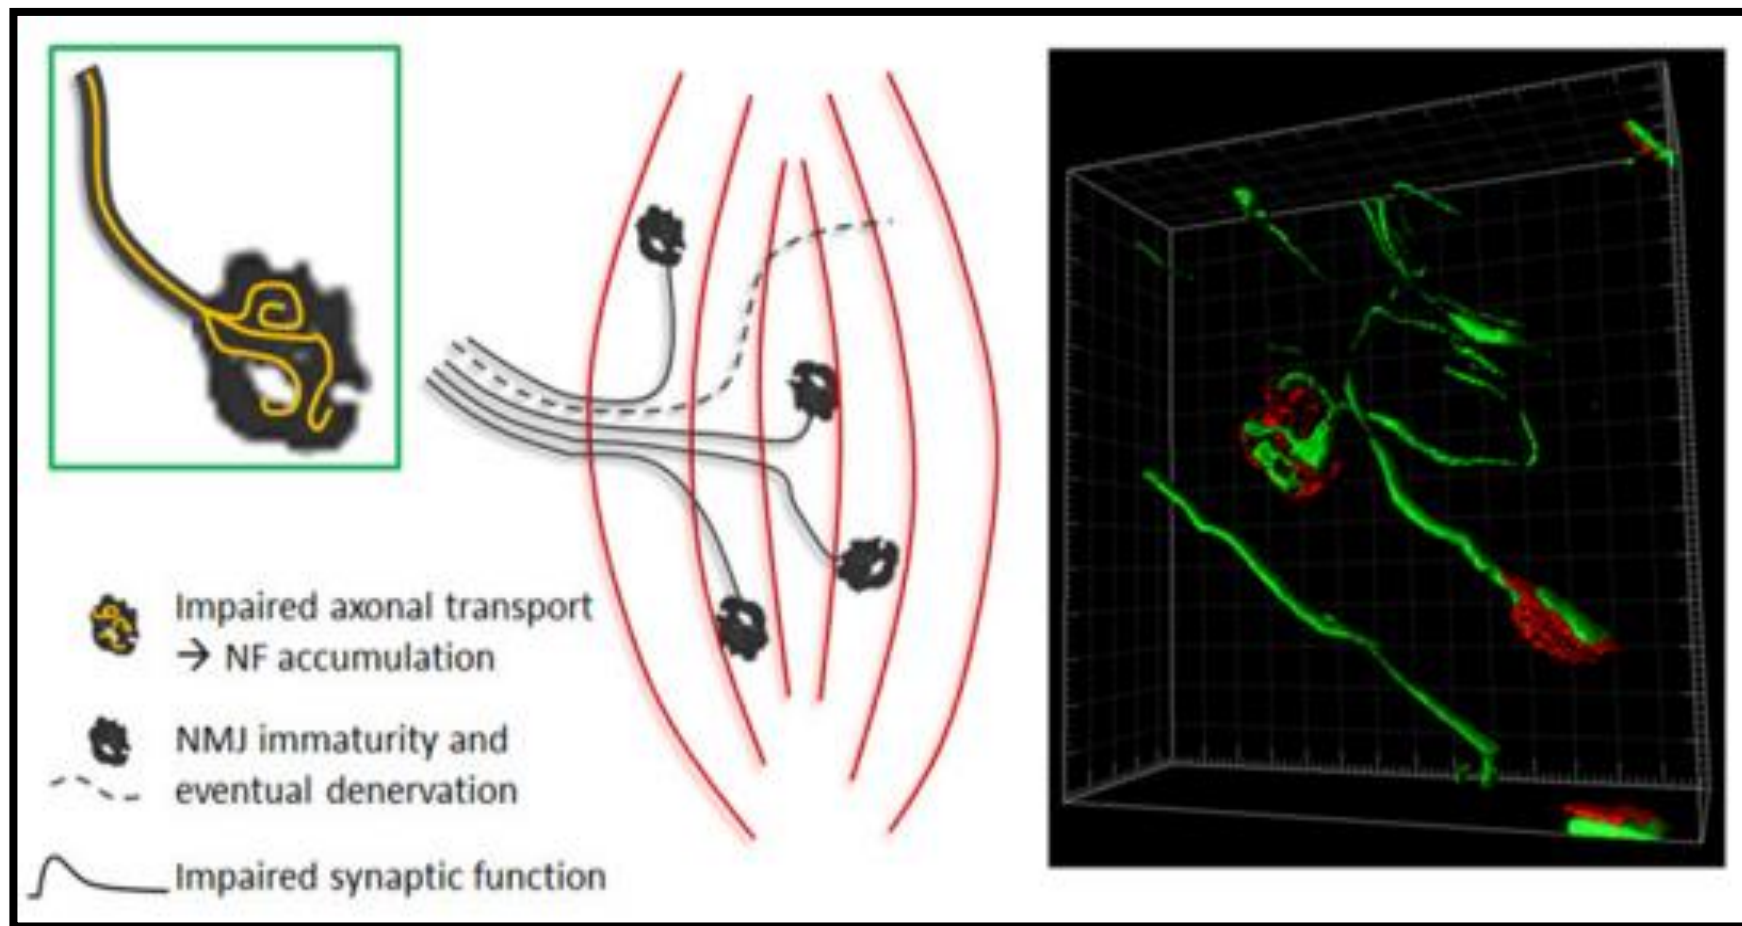 Impaired axonal transport
→ NF accumulation
NMJ immaturity and
eventual denervation
Impaired synaptic function